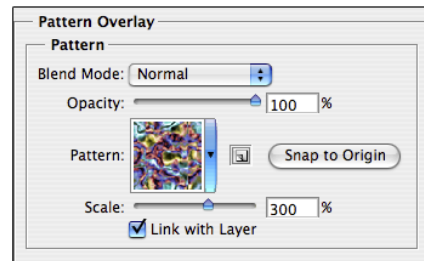 Pattern Overlay
Pattern
Blend Mode: Normal
Opacity: 100 %
Pattern: Snap to Origin
Scale: 300 %
Link with Layer